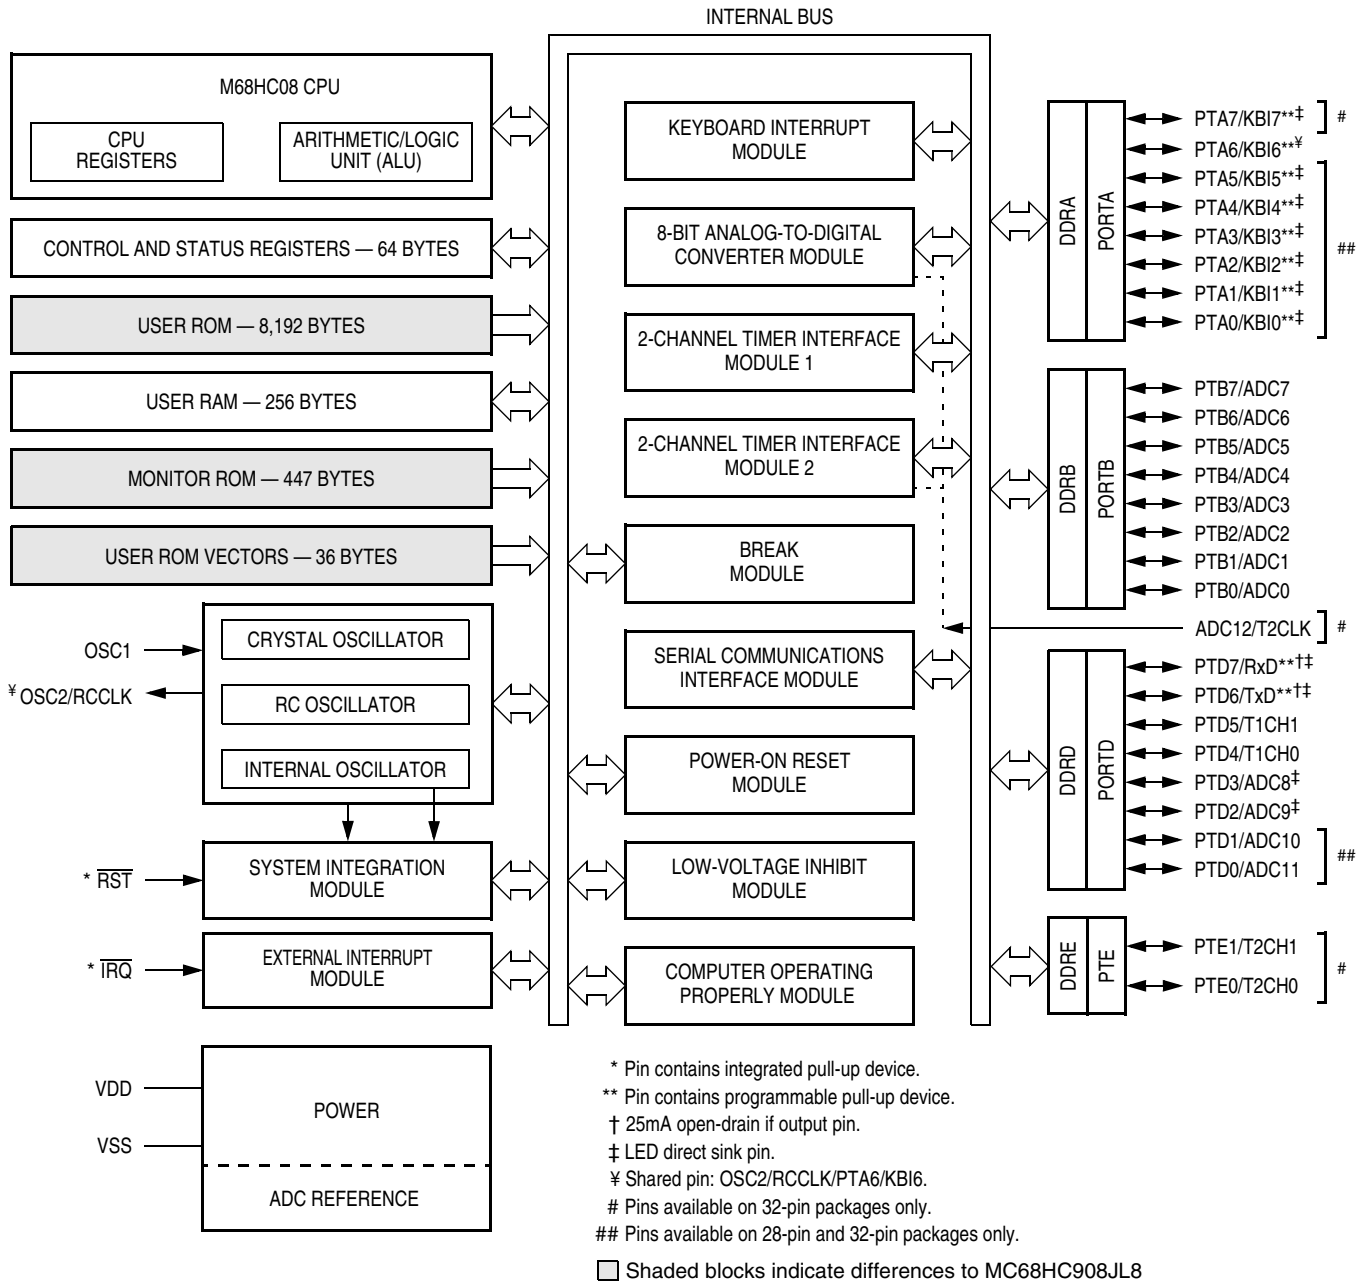 INTERNAL BUS
M68HC08 CPU
CPU
REGISTERS
ARITHMETIC/LOGIC
UNIT (ALU)
CONTROL AND STATUS REGISTERS — 64 BYTES
USER ROM — 8,192 BYTES
USER RAM — 256 BYTES
MONITOR ROM — 447 BYTES
USER ROM VECTORS — 36 BYTES
OSC1
¥ OSC2/RCCLK
CRYSTAL OSCILLATOR
RC OSCILLATOR
INTERNAL OSCILLATOR
* RST
SYSTEM INTEGRATION
MODULE
* IRQ
EXTERNAL INTERRUPT
MODULE
VDD
VSS
POWER
ADC REFERENCE
KEYBOARD INTERRUPT
MODULE
8-BIT ANALOG-TO-DIGITAL
CONVERTER MODULE
2-CHANNEL TIMER INTERFACE
MODULE 1
2-CHANNEL TIMER INTERFACE
MODULE 2
BREAK
MODULE
SERIAL COMMUNICATIONS
INTERFACE MODULE
POWER-ON RESET
MODULE
LOW-VOLTAGE INHIBIT
MODULE
COMPUTER OPERATING
PROPERLY MODULE
DDRA
PORTA
PTA7/KBI7**‡
#
PTA6/KBI6**¥
PTA5/KBI5**‡
PTA4/KBI4**‡
PTA3/KBI3**‡
PTA2/KBI2**‡
PTA1/KBI1**‡
PTA0/KBI0**‡
##
DDRB
PORTB
PTB7/ADC7
PTB6/ADC6
PTB5/ADC5
PTB4/ADC4
PTB3/ADC3
PTB2/ADC2
PTB1/ADC1
PTB0/ADC0
ADC12/T2CLK
#
DDRD
PORTD
PTD7/RxD**†‡
PTD6/TxD**†‡
PTD5/T1CH1
PTD4/T1CH0
PTD3/ADC8‡
PTD2/ADC9‡
PTD1/ADC10
PTD0/ADC11
##
DDRE
PTE
PTE1/T2CH1
PTE0/T2CH0
#
* Pin contains integrated pull-up device.
** Pin contains programmable pull-up device.
† 25mA open-drain if output pin.
‡ LED direct sink pin.
¥ Shared pin: OSC2/RCCLK/PTA6/KBI6.
# Pins available on 32-pin packages only.
## Pins available on 28-pin and 32-pin packages only.
Shaded blocks indicate differences to MC68HC908JL8